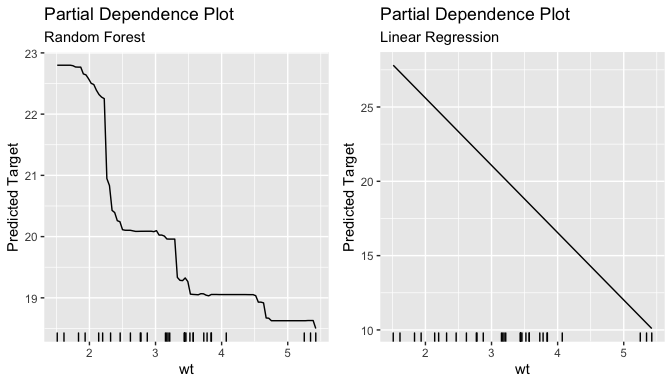 Partial Dependence Plot
Random Forest
23
22
21
20
19
Predicted Target
2 3 4 5
wt
Partial Dependence Plot
Linear Regression
25
20
15
10
Predicted Target
2 3 4 5
wt